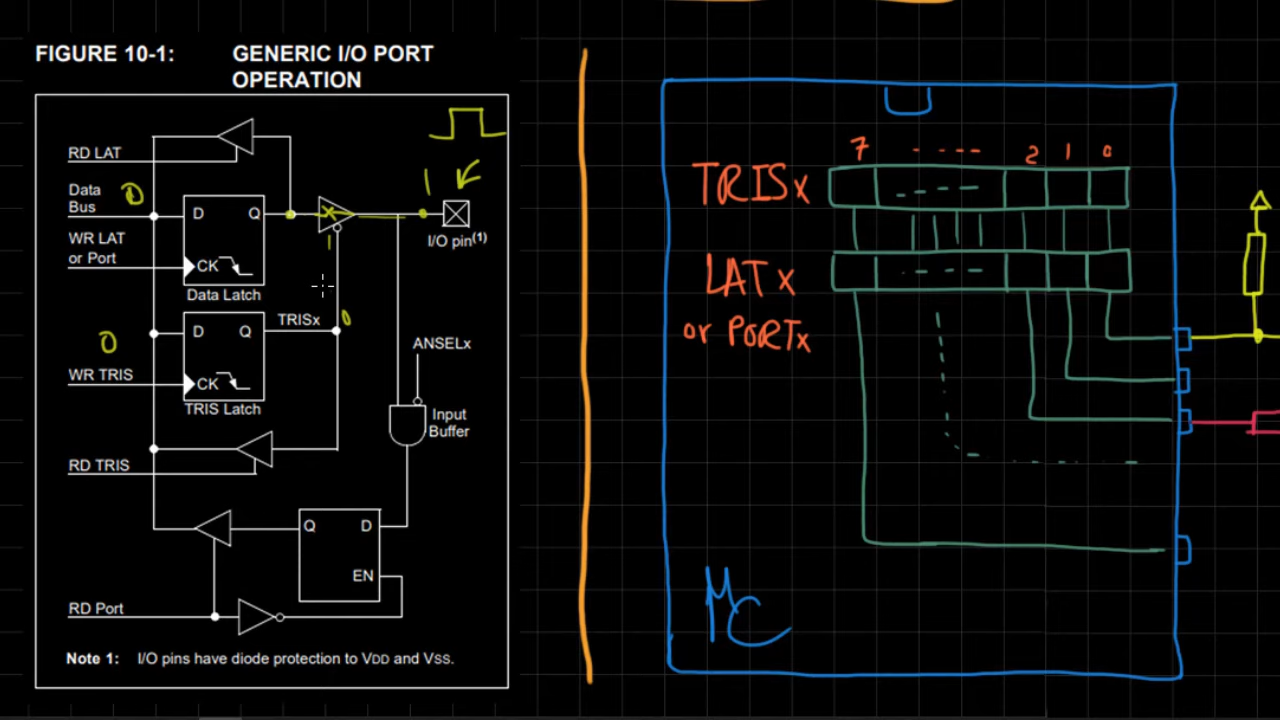 FIGURE 10-1: GENERIC I/O PORT
OPERATION
RD LAT
Data
Bus
0
D Q
WR LAT
or Port
CK
Data Latch
1
I/O pin(1)
1
0
D Q
TRISx
0
WR TRIS
CK
TRIS Latch
ANSELx
Input
Buffer
RD TRIS
Q D
EN
RD Port
Note 1: I/O pins have diode protection to VDD and VSS.
7 ---- 2 1 0
TRISx
LATx
or PORTx
μC